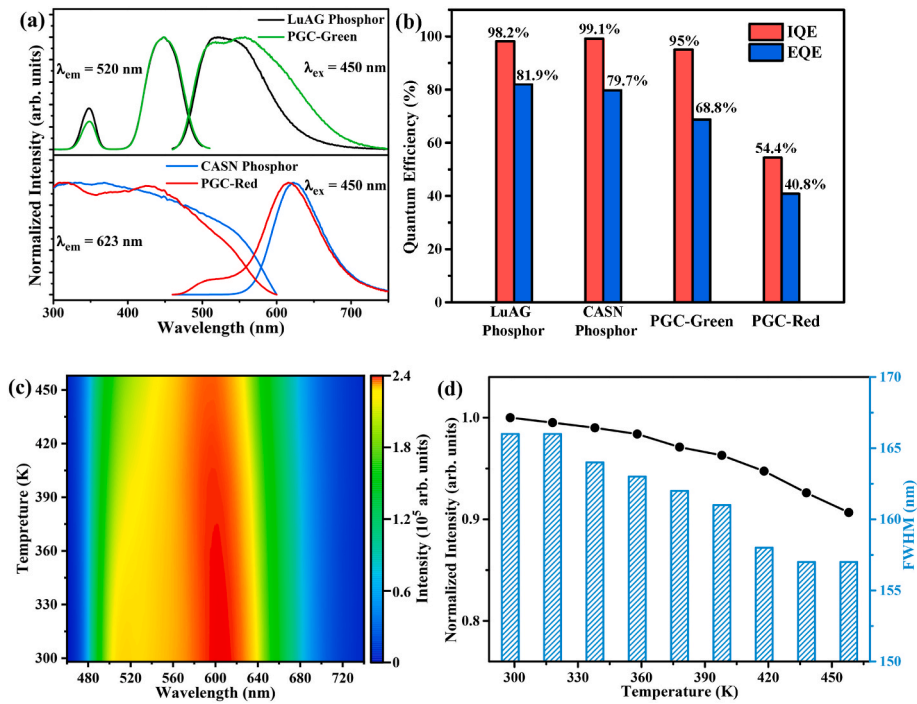 (a)
LuAG Phosphor
PGC-Green
λem = 520 nm
λex = 450 nm
CASN Phosphor
PGC-Red
λex = 450 nm
λem = 623 nm
Normalized Intensity (arb. units)
300 400 500 600 700
Wavelength (nm)
(b)
IQE
EQE
98.2%
81.9%
99.1%
79.7%
95%
68.8%
54.4%
40.8%
Quantum Efficiency (%)
100
80
60
40
20
0
LuAG
Phosphor
CASN
Phosphor
PGC-Green
PGC-Red
(c)
Tempreture (K)
450
420
390
360
330
300
480 520 560 600 640 680 720
Wavelength (nm)
2.4
1.8
1.2
0.6
0
Intensity (10⁵ arb. units)
(d)
Normalized Intensity (arb. units)
1.0
0.9
0.8
300 330 360 390 420 450
Temperature (K)
170
165
160
155
150
FWHM (nm)